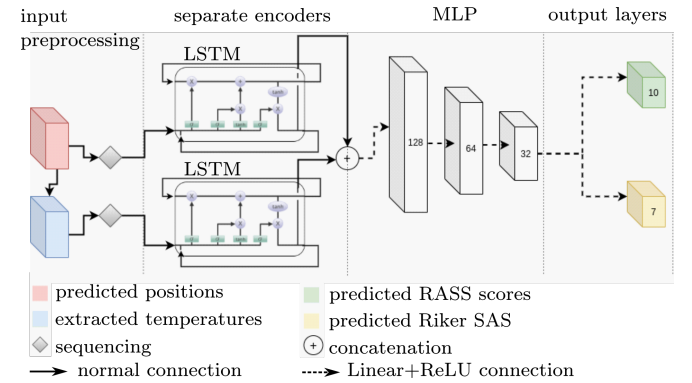 input preprocessing
separate encoders
MLP
output layers
LSTM
LSTM
128
64
32
10
7
+
predicted positions
extracted temperatures
sequencing
normal connection
predicted RASS scores
predicted Riker SAS
+
concatenation
Linear+ReLU connection